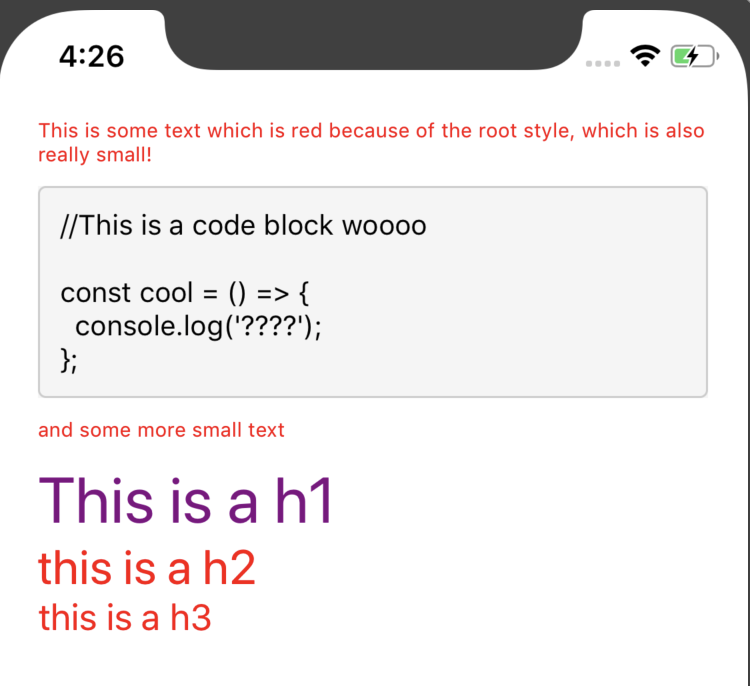 4:26
This is some text which is red because of the root style, which is also
really small!
//This is a code block woooo
const cool = () => {
  console.log('????');
};
and some more small text
This is a h1
this is a h2
this is a h3